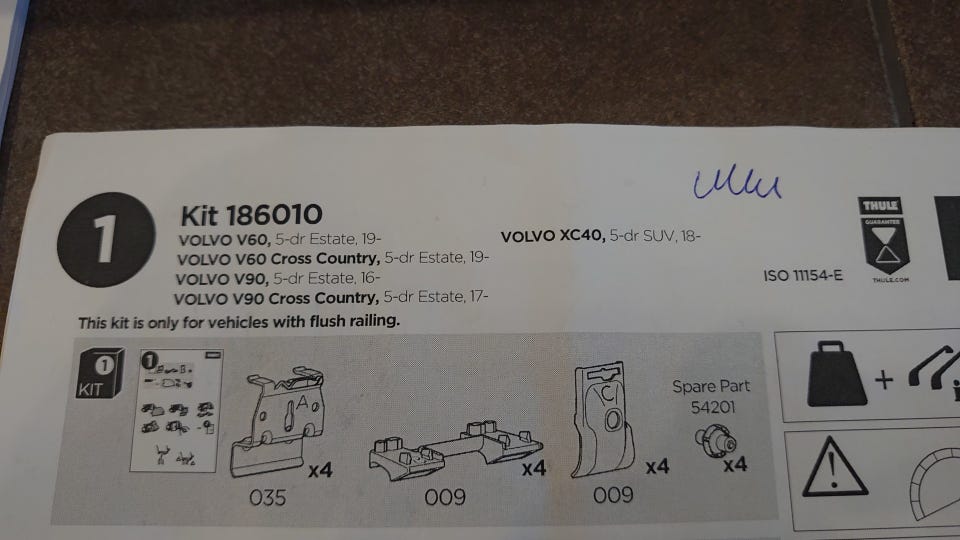 1
Kit 186010
VOLVO V60, 5-dr Estate, 19-
VOLVO V60 Cross Country, 5-dr Estate, 19-
VOLVO V90, 5-dr Estate, 16-
VOLVO V90 Cross Country, 5-dr Estate, 17-
VOLVO XC40, 5-dr SUV, 18-
This kit is only for vehicles with flush railing.
THULE
GUARANTEE
THULE.COM
ISO 11154-E
1
KIT
1
A
x4
035
x4
009
C
x4
009
Spare Part
54201
x4
+